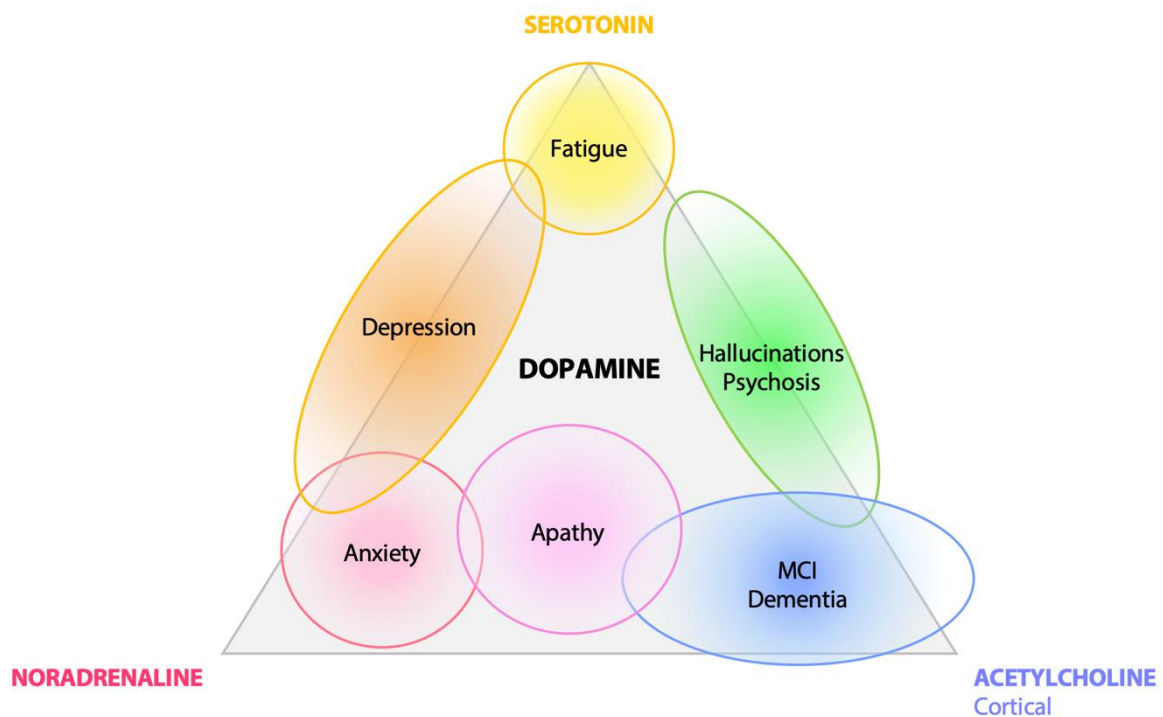 SEROTONIN
Fatigue
Depression
Hallucinations
Psychosis
DOPAMINE
Anxiety
Apathy
MCI
Dementia
NORADRENALINE
ACETYLCHOLINE
Cortical